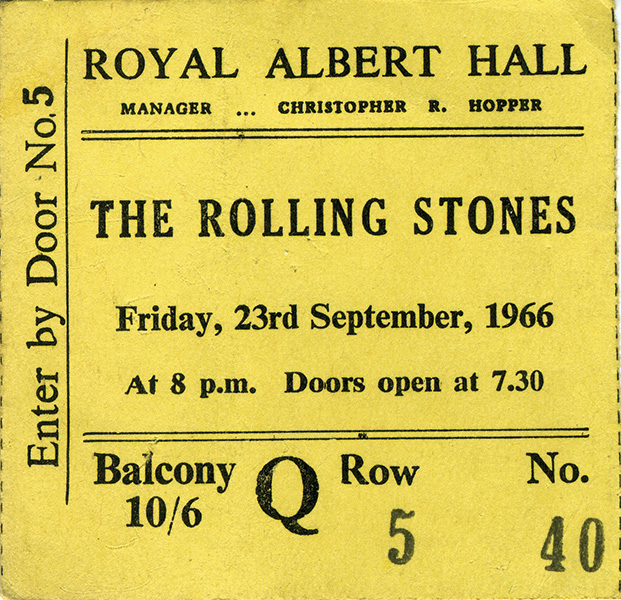 Enter by Door No. 5
ROYAL ALBERT HALL
MANAGER ... CHRISTOPHER R. HOPPER
THE ROLLING STONES
Friday, 23rd September, 1966
At 8 p.m. Doors open at 7.30
Balcony Q Row No.
10/6 5 40